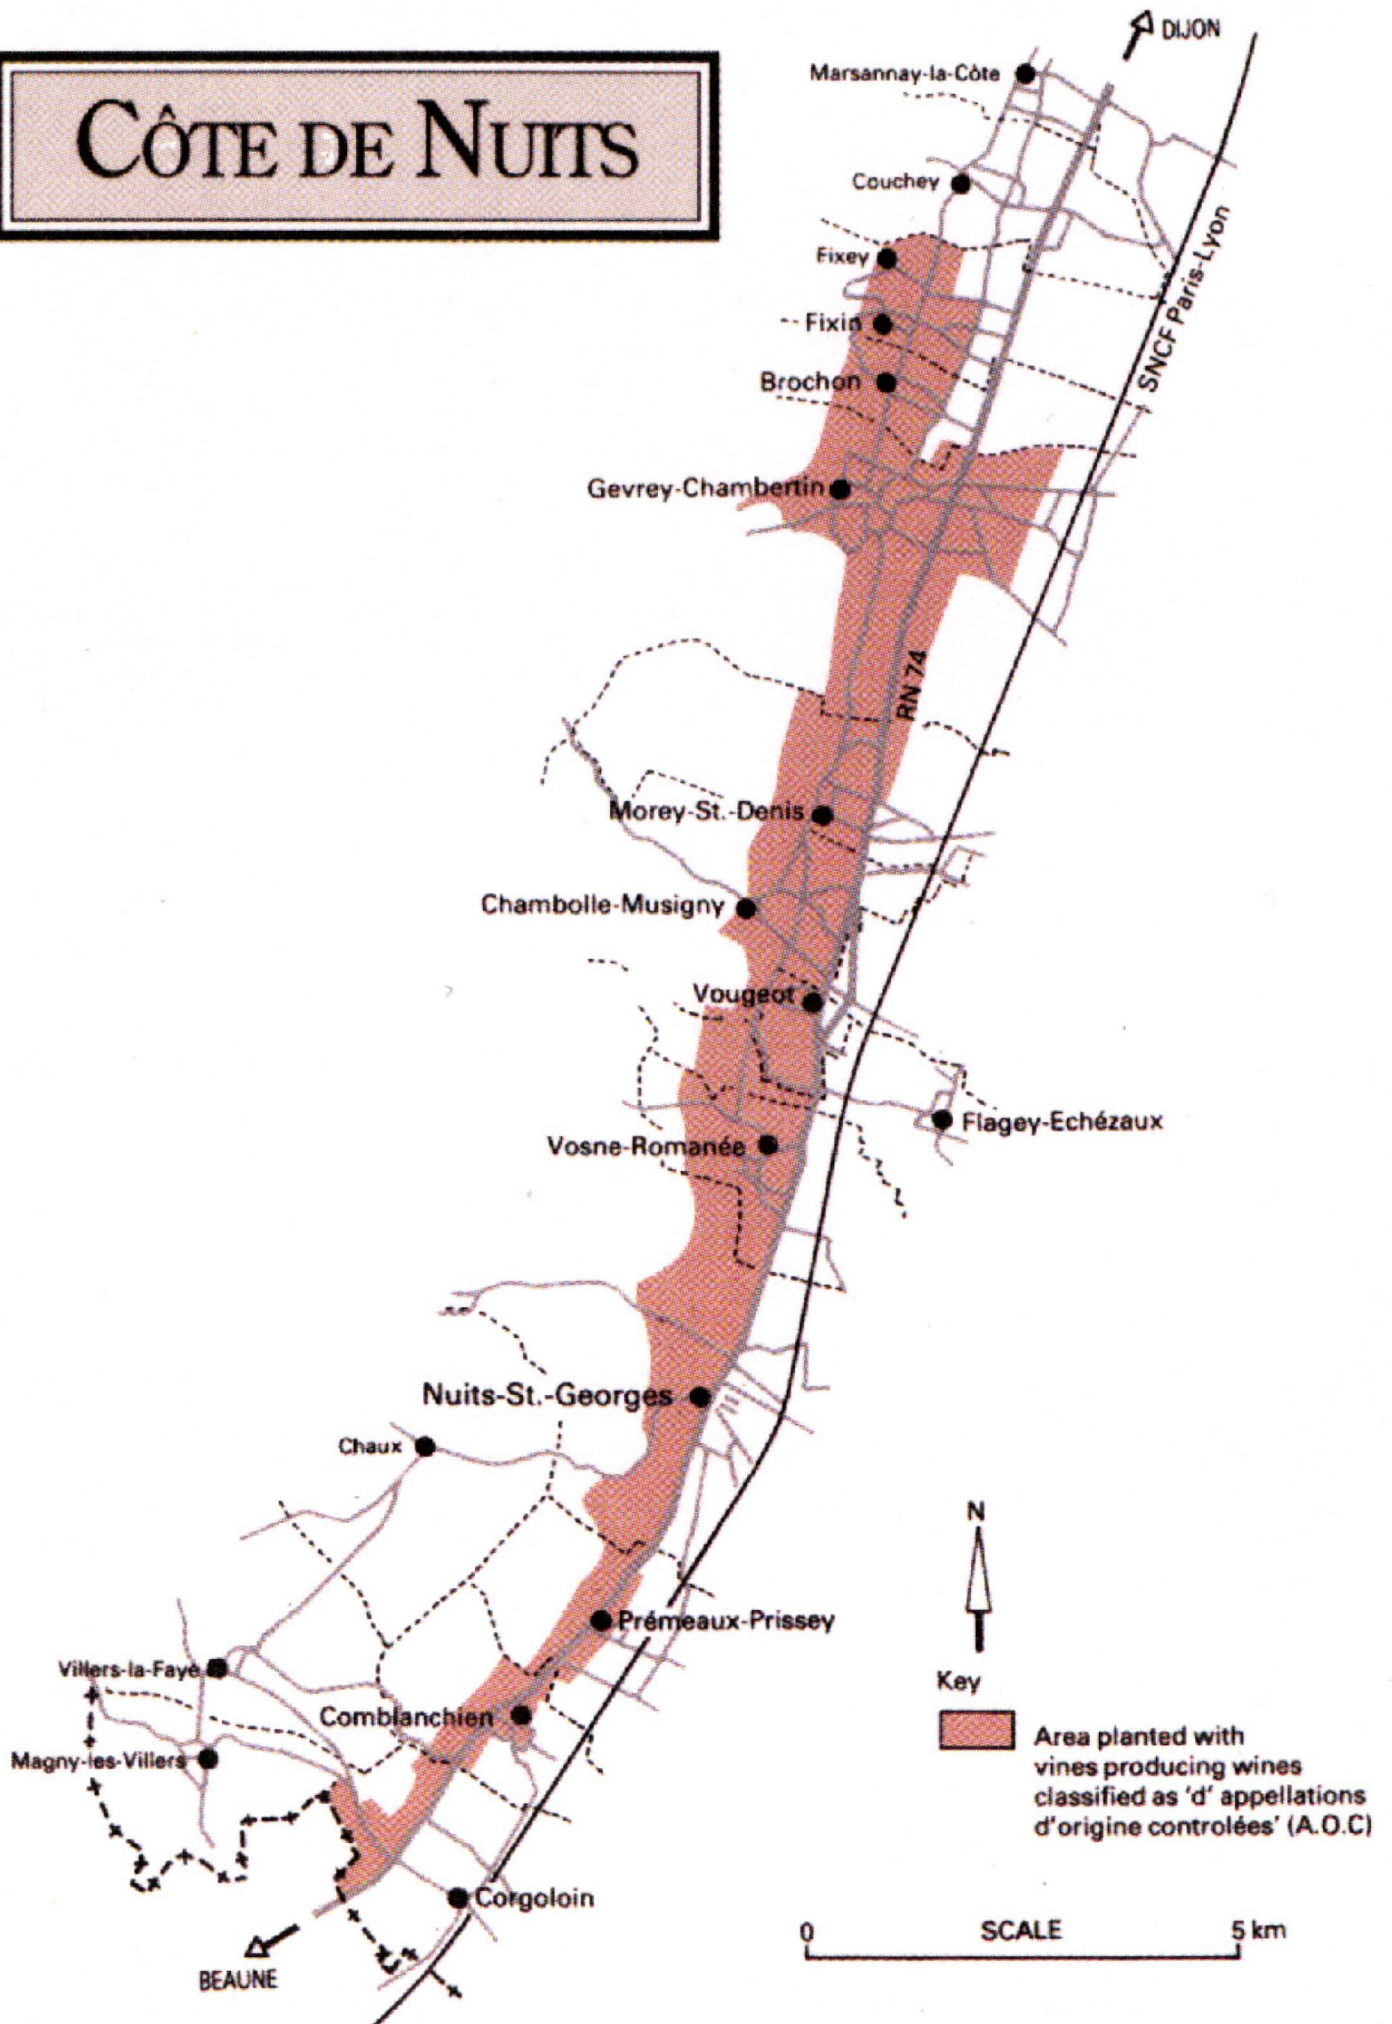 CÔTE DE NUITS
DIJON
Marsannay-la-Côte
Couchey
Fixey
SNCF Paris-Lyon
Fixin
Brochon
Gevrey-Chambertin
RN 74
Morey-St.-Denis
Chambolle-Musigny
Vougeot
Flagey-Echézaux
Vosne-Romanée
Nuits-St.-Georges
Chaux
N
Prémeaux-Prissey
Villers-la-Faye
Key
Comblanchien
Magny-les-Villers
Area planted with
vines producing wines
classified as 'd' appellations
d'origine controlées' (A.O.C)
Corgoloin
0 SCALE 5 km
BEAUNE